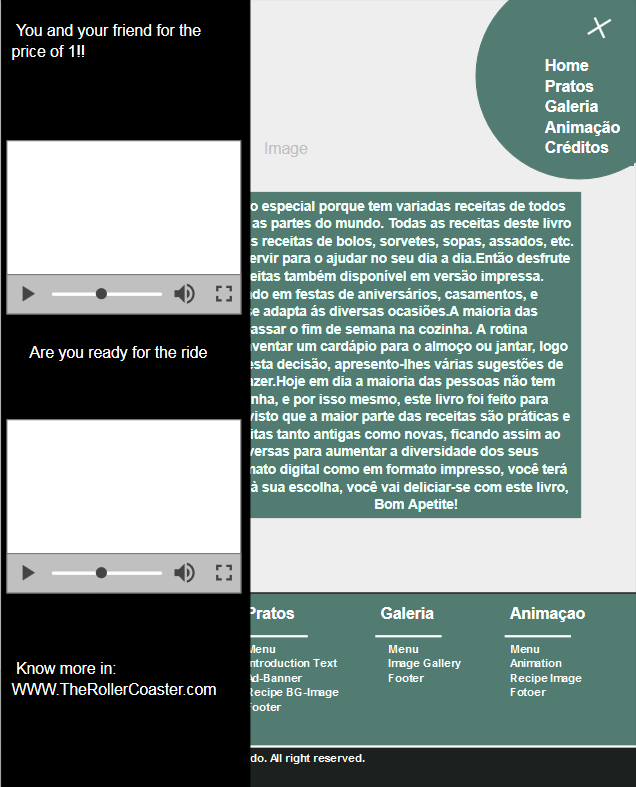 You and your friend for the
price of 1!!
Are you ready for the ride
Know more in:
WWW.TheRollerCoaster.com
Home
Pratos
Galeria
Animação
Créditos
Image
o especial porque tem variadas receitas de todos
as partes do mundo. Todas as receitas deste livro
s receitas de bolos, sorvetes, sopas, assados, etc.
ervir para o ajudar no seu dia a dia.Então desfrute
eitas também disponível em versão impressa.
do em festas de aniversários, casamentos, e
se adapta ás diversas ocasiões.A maioria das
assar o fim de semana na cozinha. A rotina
ventar um cardápio para o almoço ou jantar, logo
esta decisão, apresento-lhes várias sugestões de
azer.Hoje em dia a maioria das pessoas não tem
nha, e por isso mesmo, este livro foi feito para
visto que a maior parte das receitas são práticas e
itas tanto antigas como novas, ficando assim ao
versas para aumentar a diversidade dos seus
mato digital como em formato impresso, você terá
à sua escolha, você vai deliciar-se com este livro,
Bom Apetite!
Pratos
Menu
Introduction Text
Ad-Banner
Recipe BG-Image
Footer
Galeria
Menu
Image Gallery
Footer
Animaçao
Menu
Animation
Recipe Image
Fotoer
do. All right reserved.